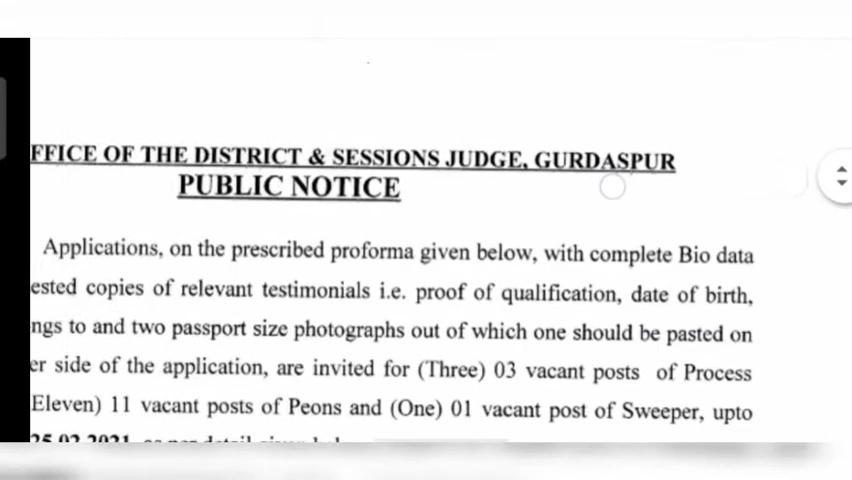 FFICE OF THE DISTRICT & SESSIONS JUDGE, GURDASPUR
PUBLIC NOTICE
Applications, on the prescribed proforma given below, with complete Bio data
ested copies of relevant testimonials i.e. proof of qualification, date of birth,
ngs to and two passport size photographs out of which one should be pasted on
er side of the application, are invited for (Three) 03 vacant posts of Process
Eleven) 11 vacant posts of Peons and (One) 01 vacant post of Sweeper, upto